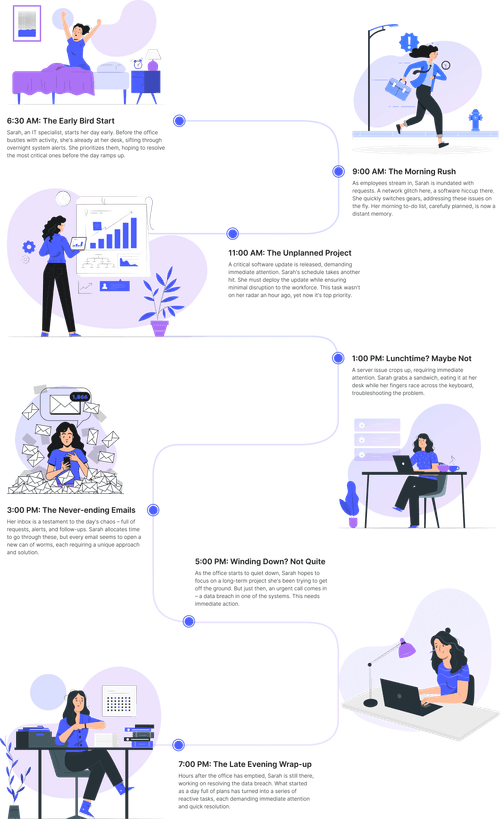 6:30 AM: The Early Bird Start
Sarah, an IT specialist, starts her day early. Before the office
bustles with activity, she's already at her desk, sifting through
overnight system alerts. She prioritizes them, hoping to resolve
the most critical ones before the day ramps up.
9:00 AM: The Morning Rush
As employees stream in, Sarah is inundated with
requests. A network glitch here, a software hiccup there.
She quickly switches gears, addressing these issues on
the fly. Her morning to-do list, carefully planned, is now a
distant memory.
11:00 AM: The Unplanned Project
A critical software update is released, demanding
immediate attention. Sarah's schedule takes another
hit. She must deploy the update while ensuring
minimal disruption to the workforce. This task wasn't
on her radar an hour ago, yet now it's top priority.
1:00 PM: Lunchtime? Maybe Not
A server issue crops up, requiring immediate
attention. Sarah grabs a sandwich, eating it at her
desk while her fingers race across the keyboard,
troubleshooting the problem.
3:00 PM: The Never-ending Emails
Her inbox is a testament to the day's chaos – full of
requests, alerts, and follow-ups. Sarah allocates time
to go through these, but every email seems to open a
new can of worms, each requiring a unique approach
and solution.
5:00 PM: Winding Down? Not Quite
As the office starts to quiet down, Sarah hopes to
focus on a long-term project she's been trying to get
off the ground. But just then, an urgent call comes in
– a data breach in one of the systems. This needs
immediate action.
7:00 PM: The Late Evening Wrap-up
Hours after the office has emptied, Sarah is still there,
working on resolving the data breach. What started
as a day full of plans has turned into a series of
reactive tasks, each demanding immediate attention
and quick resolution.